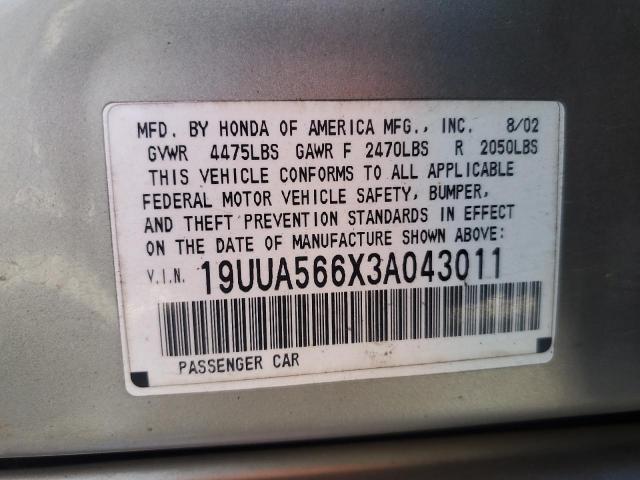 MFD. BY HONDA OF AMERICA MFG., INC. 8/02
GVWR 4475LBS GAWR F 2470LBS R 2050LBS
THIS VEHICLE CONFORMS TO ALL APPLICABLE
FEDERAL MOTOR VEHICLE SAFETY, BUMPER,
AND THEFT PREVENTION STANDARDS IN EFFECT
ON THE DATE OF MANUFACTURE SHOWN ABOVE:
V.I.N. 19UUA566X3A043011
PASSENGER CAR